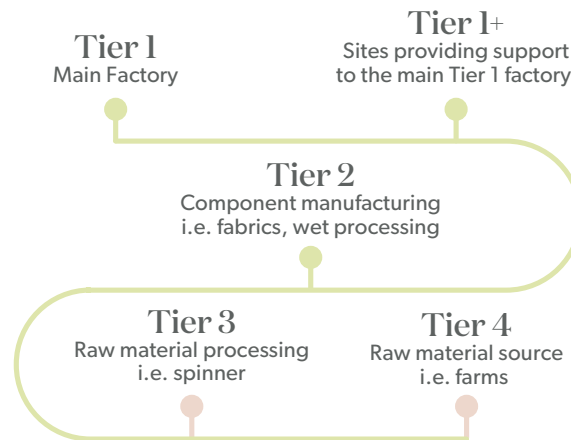 Tier 1
Main Factory
Tier 1+
Sites providing support
to the main Tier 1 factory
Tier 2
Component manufacturing
i.e. fabrics, wet processing
Tier 3
Raw material processing
i.e. spinner
Tier 4
Raw material source
i.e. farms